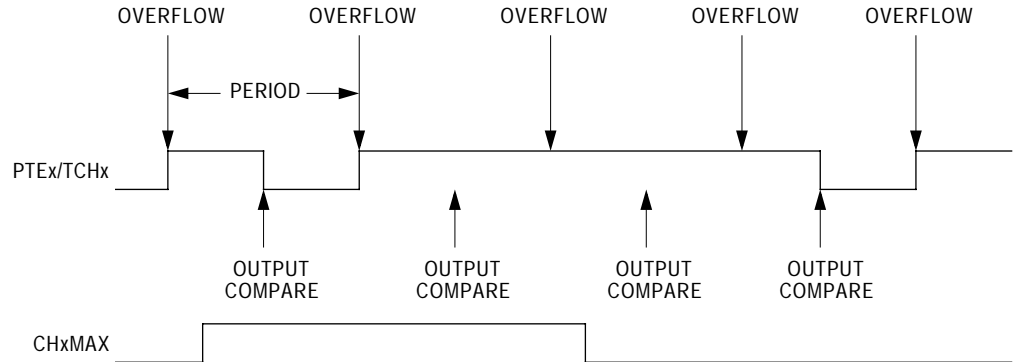 OVERFLOW OVERFLOW OVERFLOW OVERFLOW OVERFLOW
PERIOD
PTEx/TCHx
OUTPUT COMPARE
OUTPUT COMPARE
OUTPUT COMPARE
OUTPUT COMPARE
CHxMAX